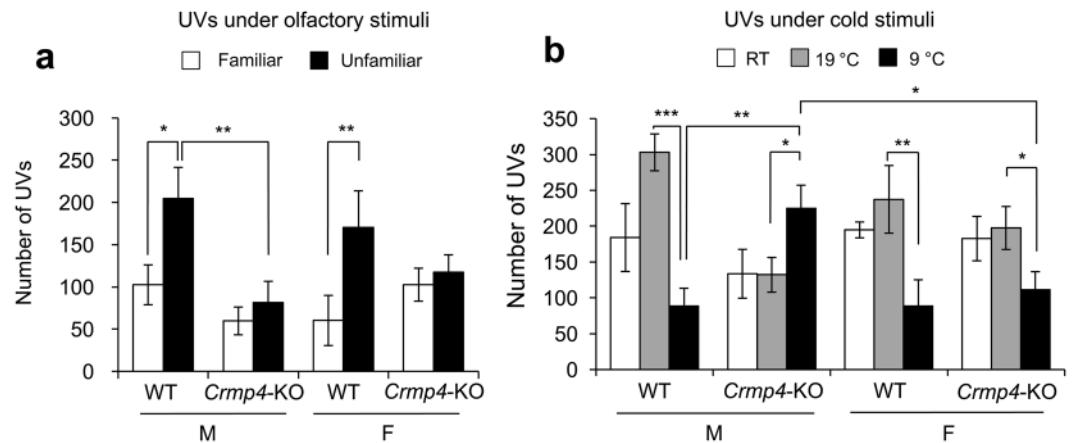 UVs under olfactory stimuli
a
Familiar
Unfamiliar
Number of UVs
300
250
200
150
100
50
0
*
**
**
WT
Crmp4-KO
WT
Crmp4-KO
M
F
UVs under cold stimuli
b
RT
19 °C
9 °C
Number of UVs
350
300
250
200
150
100
50
0
***
**
*
*
**
*
WT
Crmp4-KO
WT
Crmp4-KO
M
F